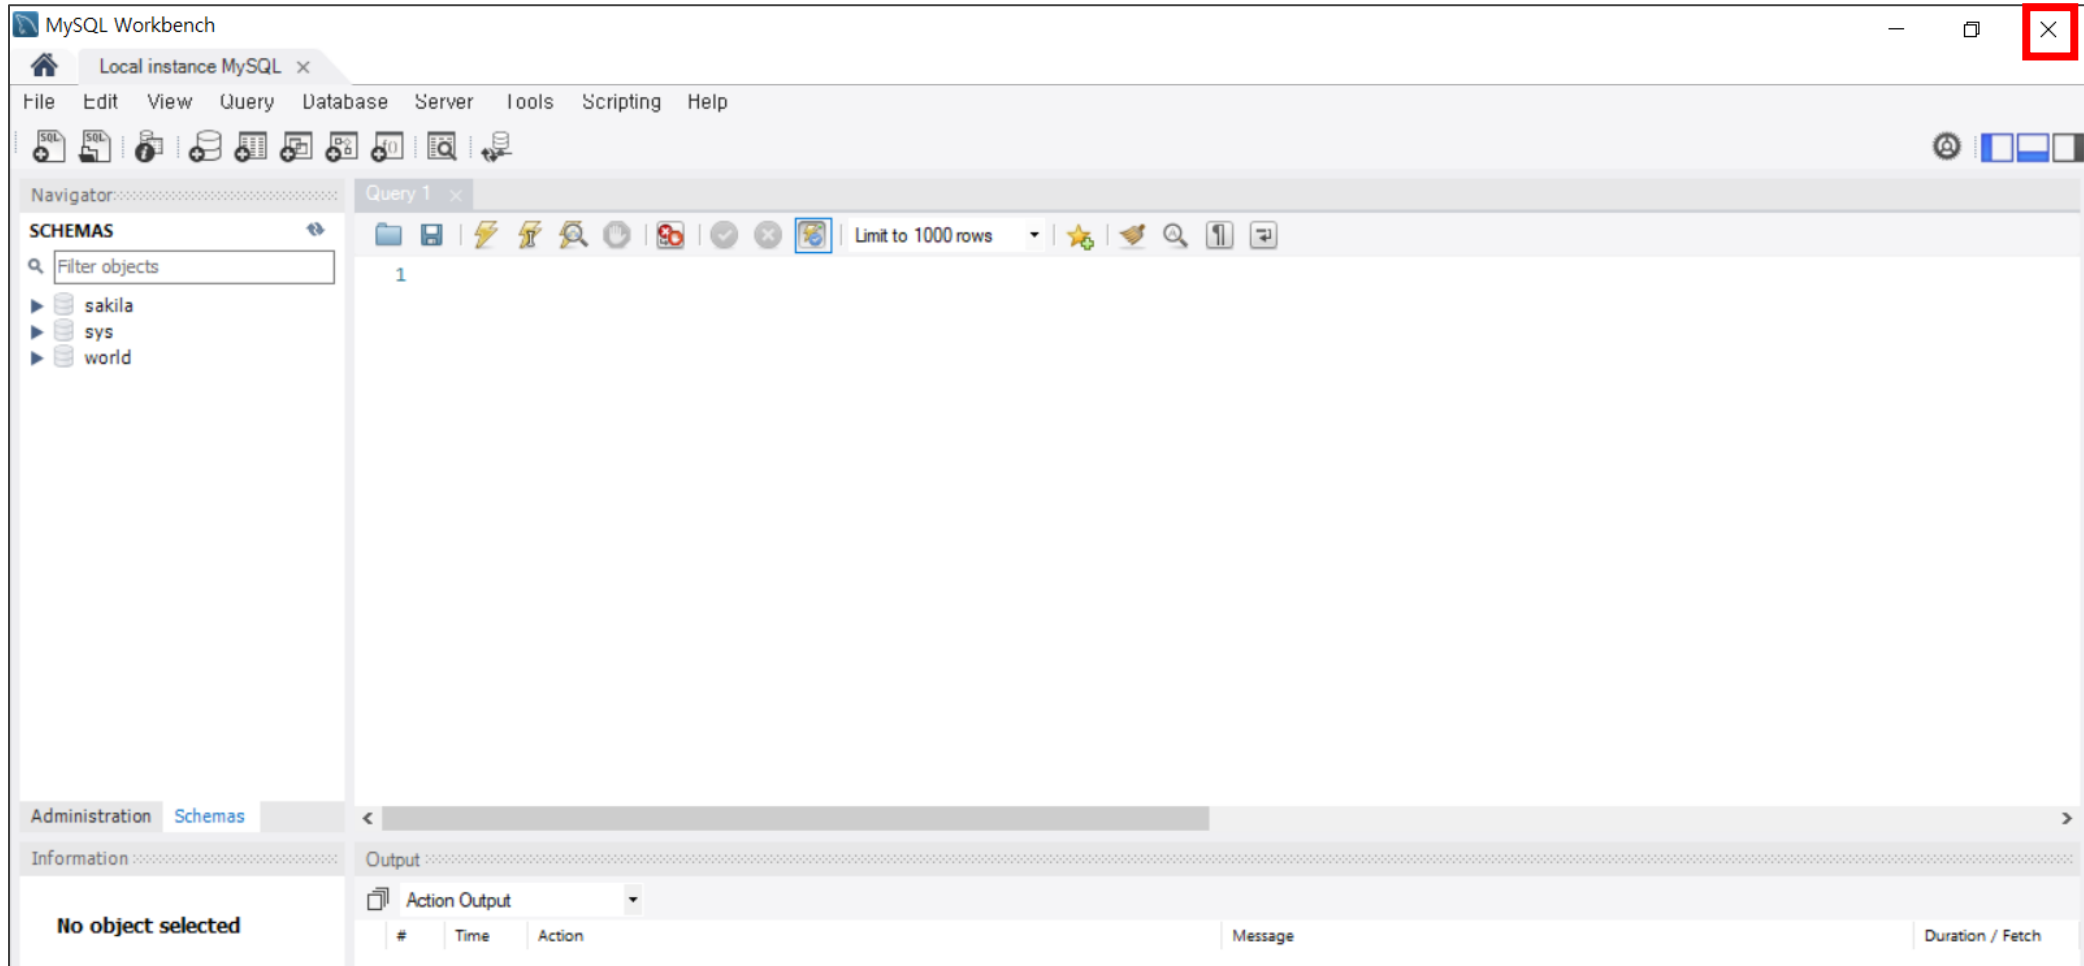 MySQL Workbench
Local instance MySQL
File Edit View Query Database Server Tools Scripting Help
SQL SQL
Navigator
Query 1
SCHEMAS
Limit to 1000 rows
Filter objects
1
sakila
sys
world
Administration Schemas
Information
Output
Action Output
No object selected
# Time Action Message Duration / Fetch